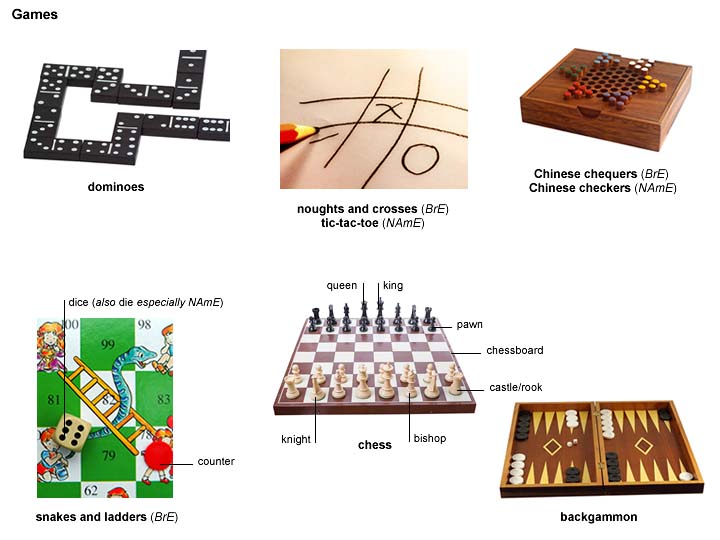 Games
dominoes
noughts and crosses (BrE)
tic-tac-toe (NAmE)
Chinese chequers (BrE)
Chinese checkers (NAmE)
dice (also die especially NAmE)
100
98
99
81
82
83
79
78
62
counter
snakes and ladders (BrE)
queen
king
pawn
chessboard
castle/rook
knight
bishop
chess
backgammon